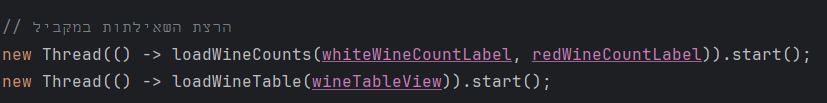 // הרצת השאילתות במקביל
new Thread(() -> loadWineCounts(whiteWineCountLabel, redWineCountLabel)).start();
new Thread(() -> loadWineTable(wineTableView)).start();